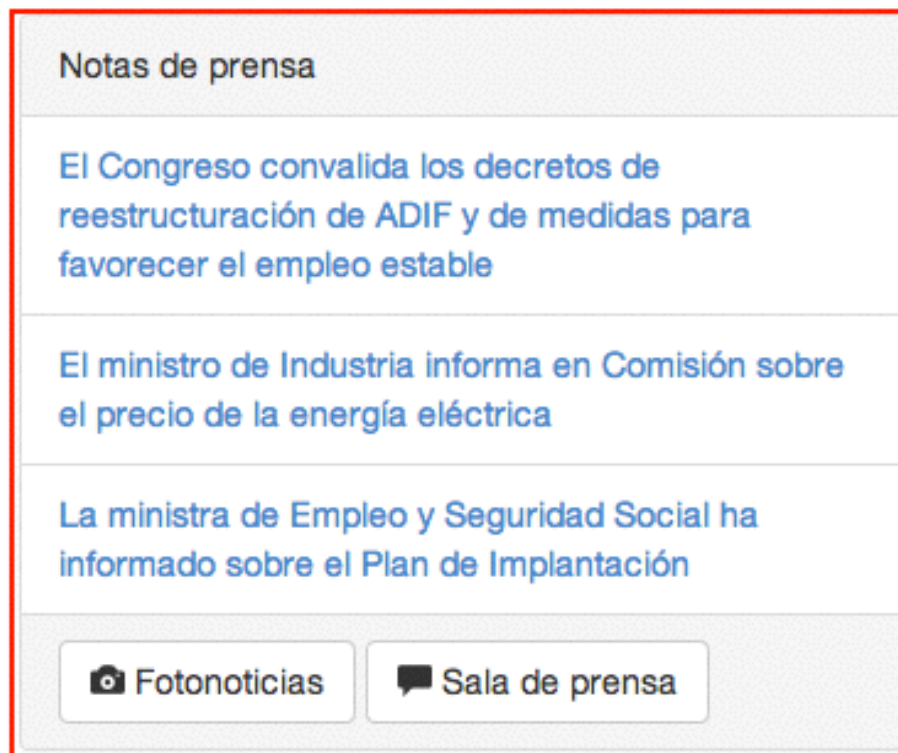 Notas de prensa
El Congreso convalida los decretos de
reestructuración de ADIF y de medidas para
favorecer el empleo estable
El ministro de Industria informa en Comisión sobre
el precio de la energía eléctrica
La ministra de Empleo y Seguridad Social ha
informado sobre el Plan de Implantación
Fotonoticias Sala de prensa